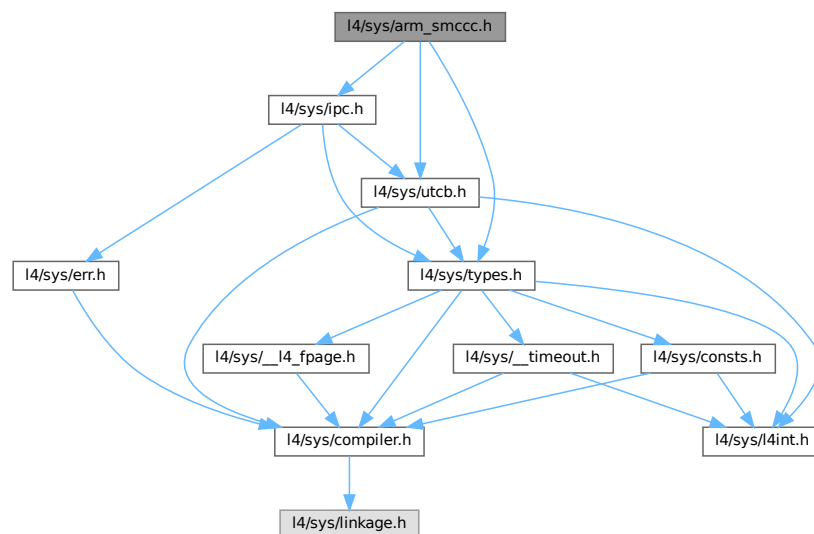 l4/sys/arm_smccc.h
l4/sys/ipc.h
l4/sys/utcb.h
l4/sys/err.h
l4/sys/types.h
l4/sys/__l4_fpage.h
l4/sys/__timeout.h
l4/sys/consts.h
l4/sys/compiler.h
l4/sys/l4int.h
l4/sys/linkage.h